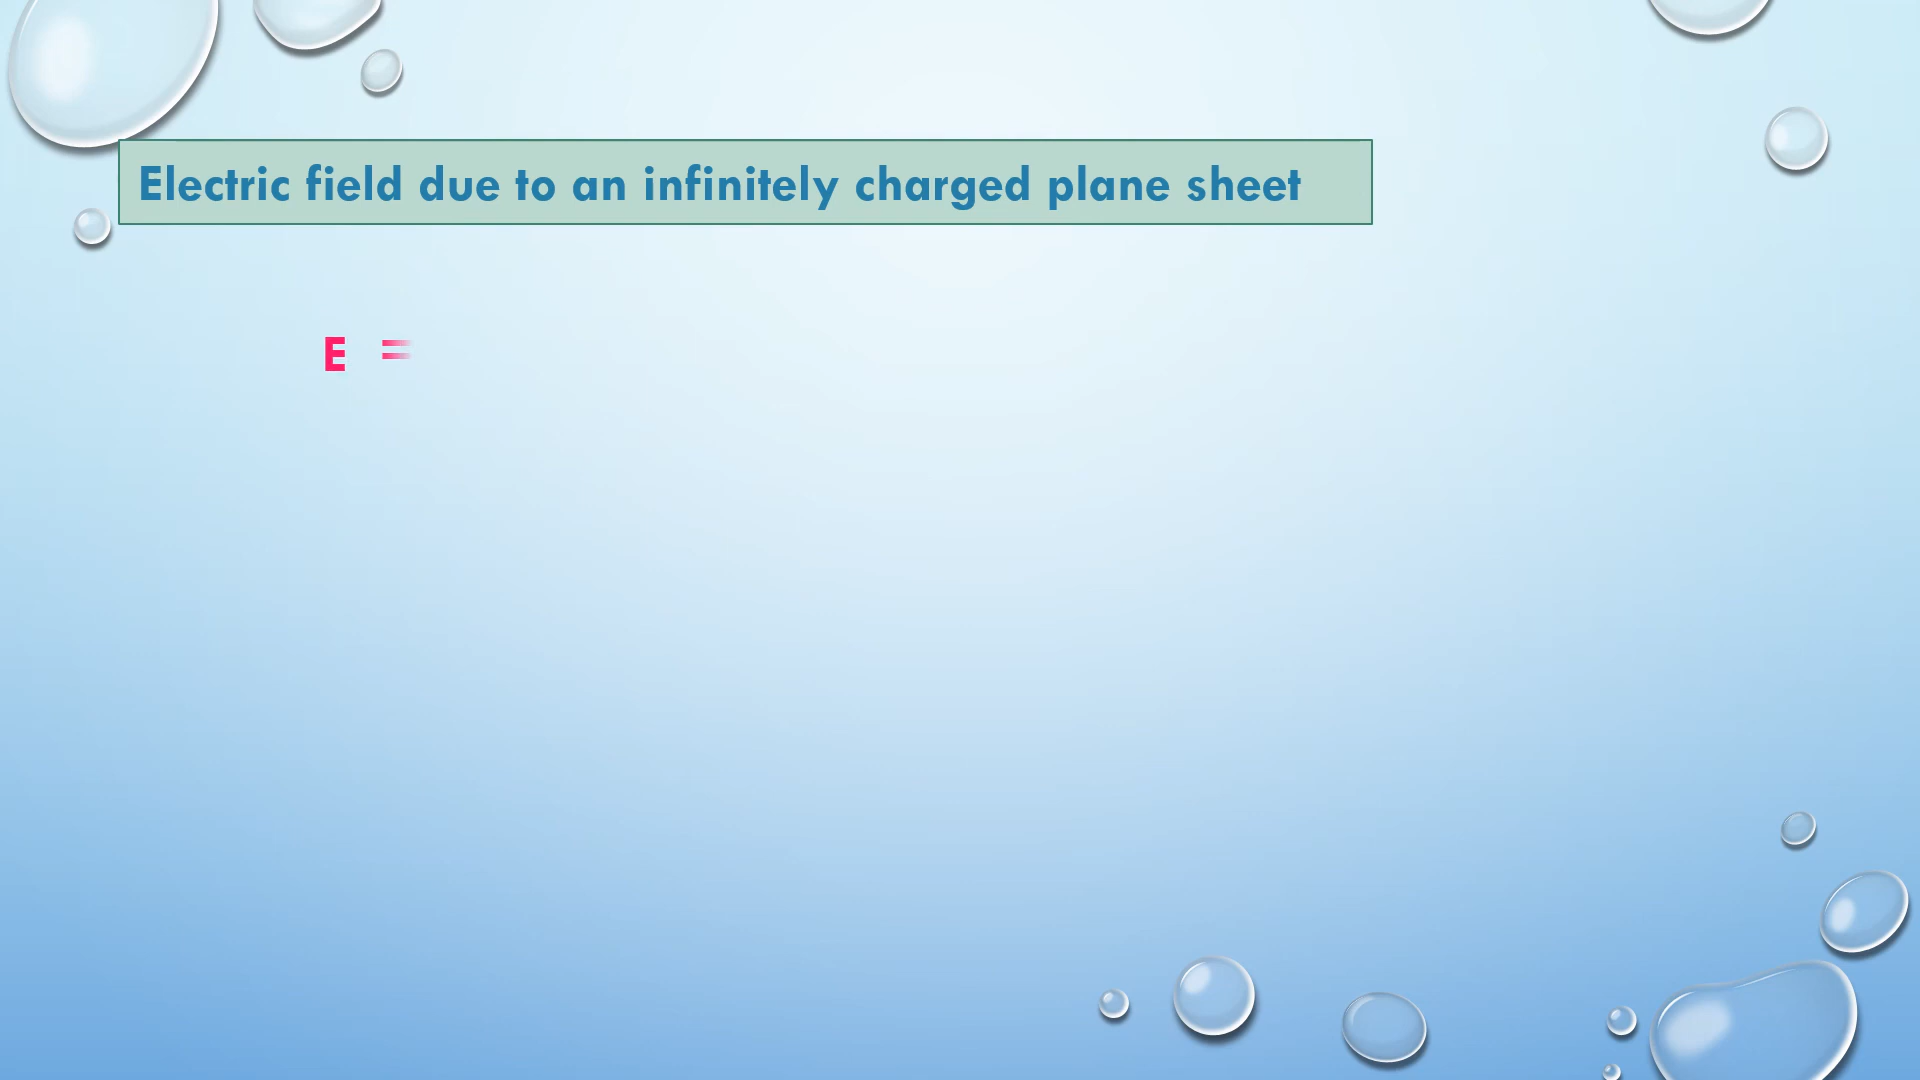 Electric field due to an infinitely charged plane sheet
E =